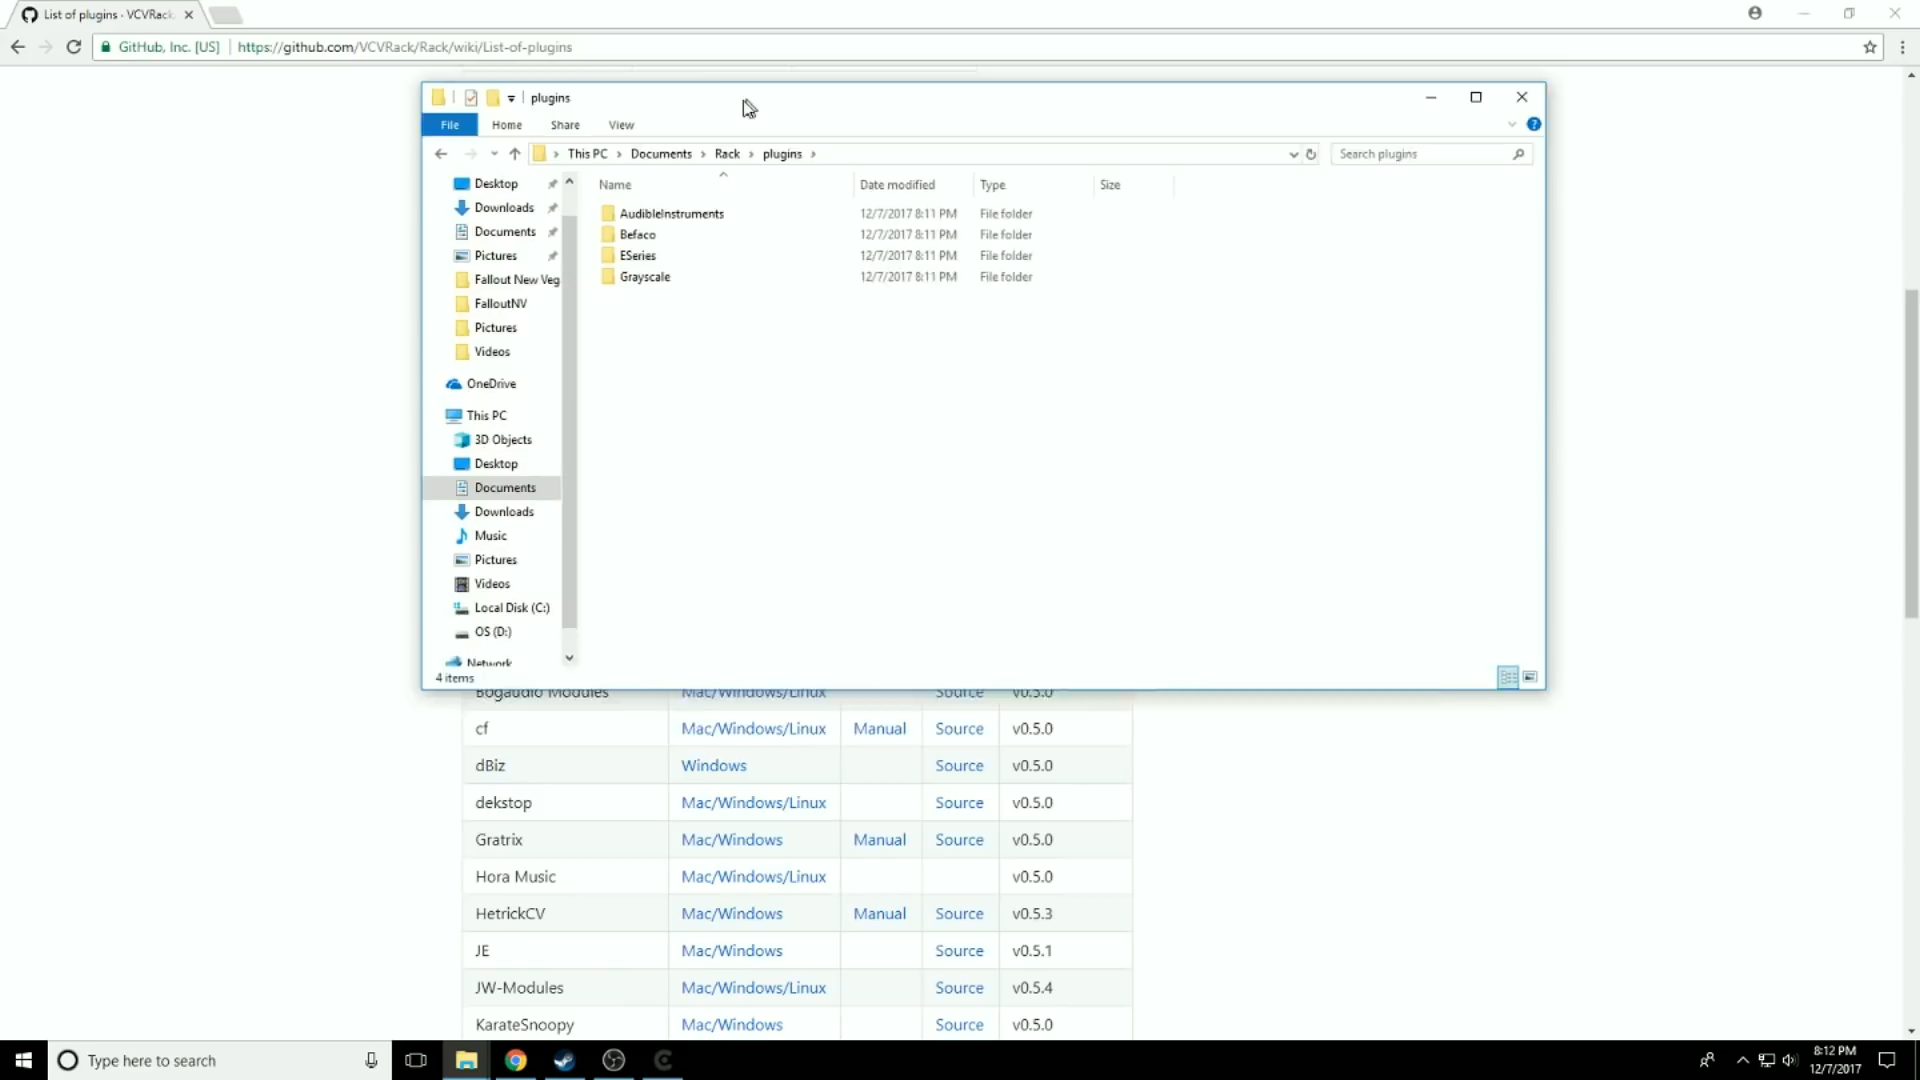 List of plugins · VCVRack
GitHub, Inc. [US] | https://github.com/VCVRack/Rack/wiki/List-of-plugins
plugins
File Home Share View
This PC Documents Rack plugins
Search plugins
Name Date modified Type Size
AudibleInstruments 12/7/2017 8:11 PM File folder
Befaco 12/7/2017 8:11 PM File folder
ESeries 12/7/2017 8:11 PM File folder
Grayscale 12/7/2017 8:11 PM File folder
Desktop
Downloads
Documents
Pictures
Fallout New Veg
FalloutNV
Pictures
Videos
OneDrive
This PC
3D Objects
Desktop
Documents
Downloads
Music
Pictures
Videos
Local Disk (C:)
OS (D:)
Network
4 items
Bogaudio Modules Mac/Windows/Linux Source v0.5.0
cf Mac/Windows/Linux Manual Source v0.5.0
dBiz Windows Source v0.5.0
dekstop Mac/Windows/Linux Source v0.5.0
Gratrix Mac/Windows Manual Source v0.5.0
Hora Music Mac/Windows/Linux v0.5.0
HetrickCV Mac/Windows Manual Source v0.5.3
JE Mac/Windows Source v0.5.1
JW-Modules Mac/Windows/Linux Source v0.5.4
KarateSnoopy Mac/Windows Source v0.5.0
Type here to search
8:12 PM
12/7/2017